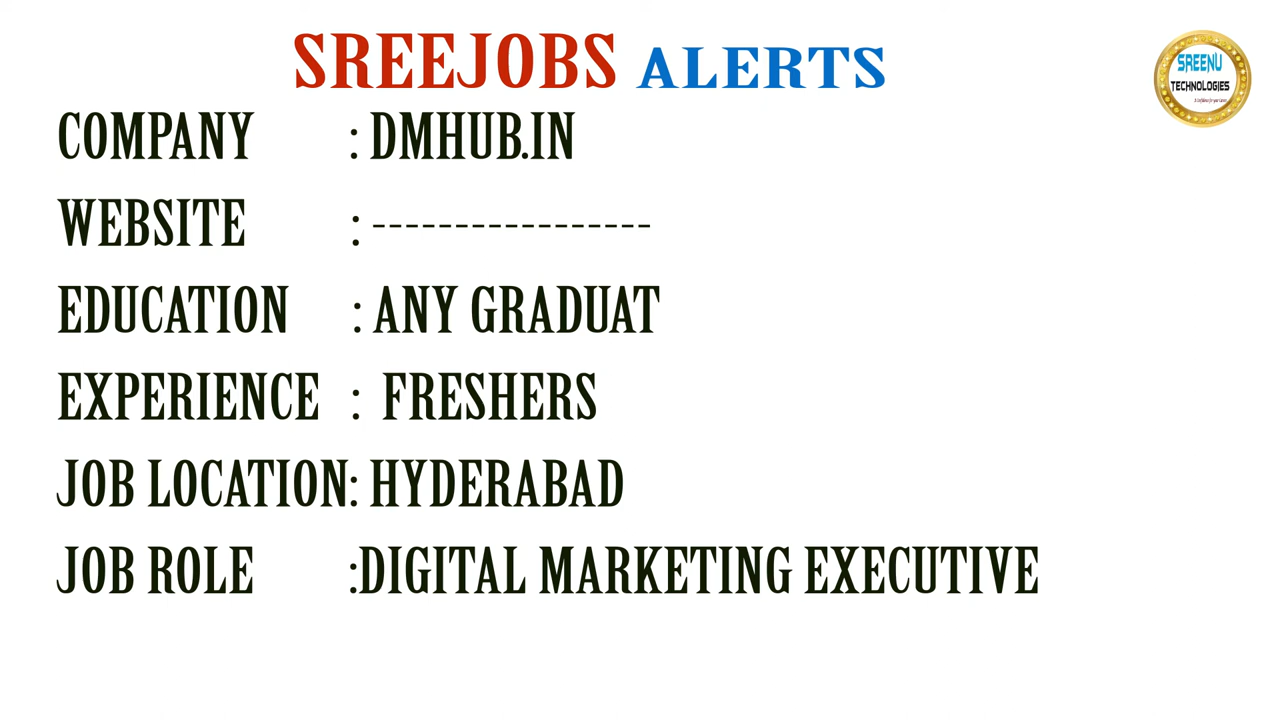 SREEJOBS ALERTS
SREENU
TECHNOLOGIES
COMPANY : DMHUB.IN
WEBSITE : -----------------
EDUCATION : ANY GRADUAT
EXPERIENCE : FRESHERS
JOB LOCATION: HYDERABAD
JOB ROLE :DIGITAL MARKETING EXECUTIVE